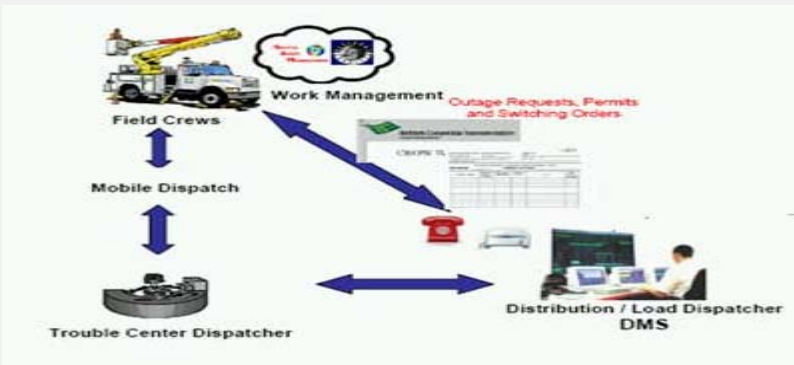 Work Management
Outage Requests, Permits
and Switching Orders
Field Crews
Mobile Dispatch
Trouble Center Dispatcher
Distribution / Load Dispatcher
DMS